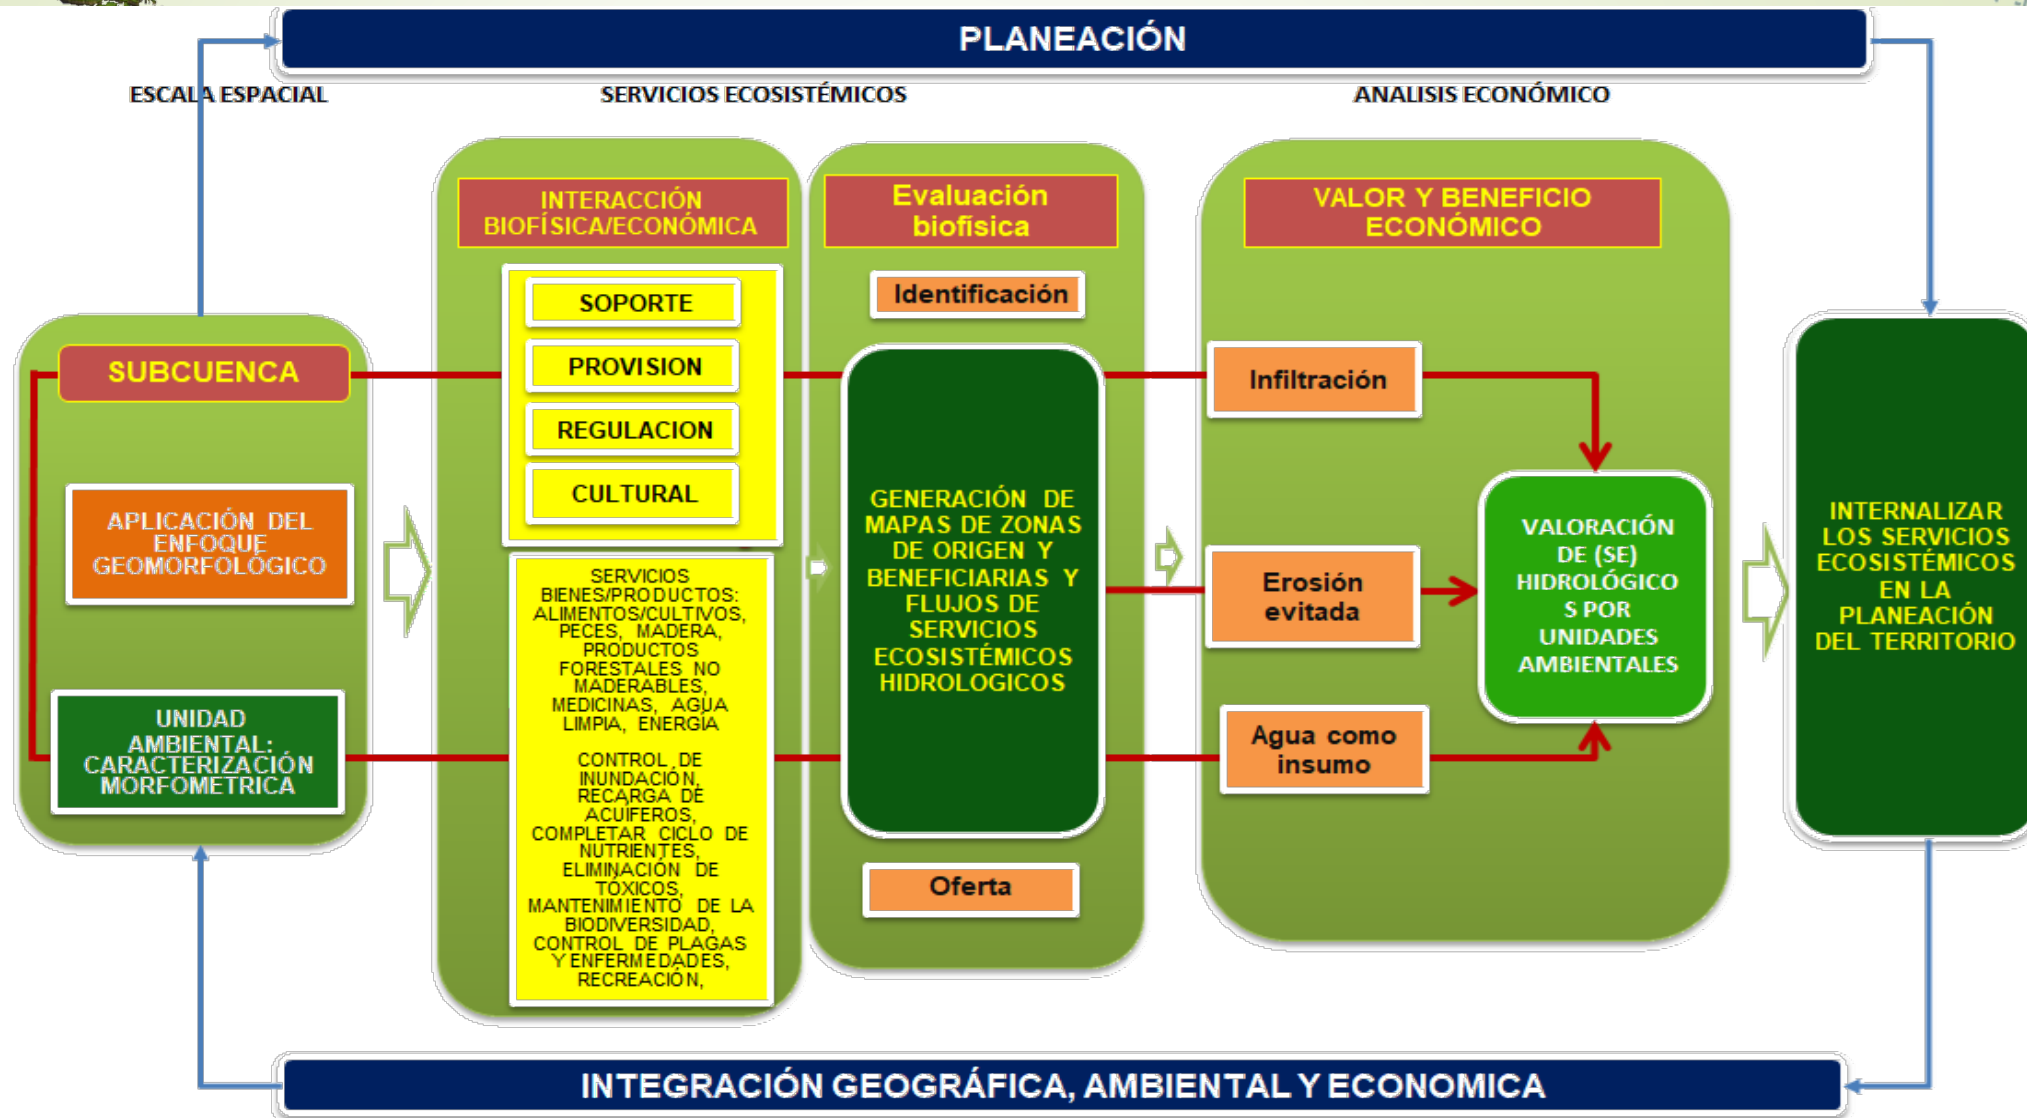 PLANEACIÓN
ESCALA ESPACIAL
SERVICIOS ECOSISTÉMICOS
ANALISIS ECONÓMICO
SUBCUENCA
APLICACIÓN DEL
ENFOQUE
GEOMORFOLÓGICO
UNIDAD
AMBIENTAL:
CARACTERIZACIÓN
MORFOMETRICA
INTERACCIÓN
BIOFÍSICA/ECONÓMICA
SOPORTE
PROVISION
REGULACION
CULTURAL
SERVICIOS
BIENES/PRODUCTOS:
ALIMENTOS/CULTIVOS,
PECES, MADERA,
PRODUCTOS
FORESTALES NO
MADERABLES,
MEDICINAS, AGUA
LIMPIA, ENERGÍA
CONTROL DE
INUNDACIÓN,
RECARGA DE
ACUÍFEROS,
COMPLETAR CICLO DE
NUTRIENTES,
ELIMINACIÓN DE
TÓXICOS,
MANTENIMIENTO DE LA
BIODIVERSIDAD,
CONTROL DE PLAGAS
Y ENFERMEDADES,
RECREACIÓN,
Evaluación
biofísica
Identificación
GENERACIÓN DE
MAPAS DE ZONAS
DE ORIGEN Y
BENEFICIARIAS Y
FLUJOS DE
SERVICIOS
ECOSISTÉMICOS
HIDROLOGICOS
Oferta
VALOR Y BENEFICIO
ECONÓMICO
Infiltración
Erosión
evitada
Agua como
insumo
VALORACIÓN
DE (SE)
HIDROLÓGICO
S POR
UNIDADES
AMBIENTALES
INTERNALIZAR
LOS SERVICIOS
ECOSISTÉMICOS
EN LA
PLANEACIÓN
DEL TERRITORIO
INTEGRACIÓN GEOGRÁFICA, AMBIENTAL Y ECONOMICA